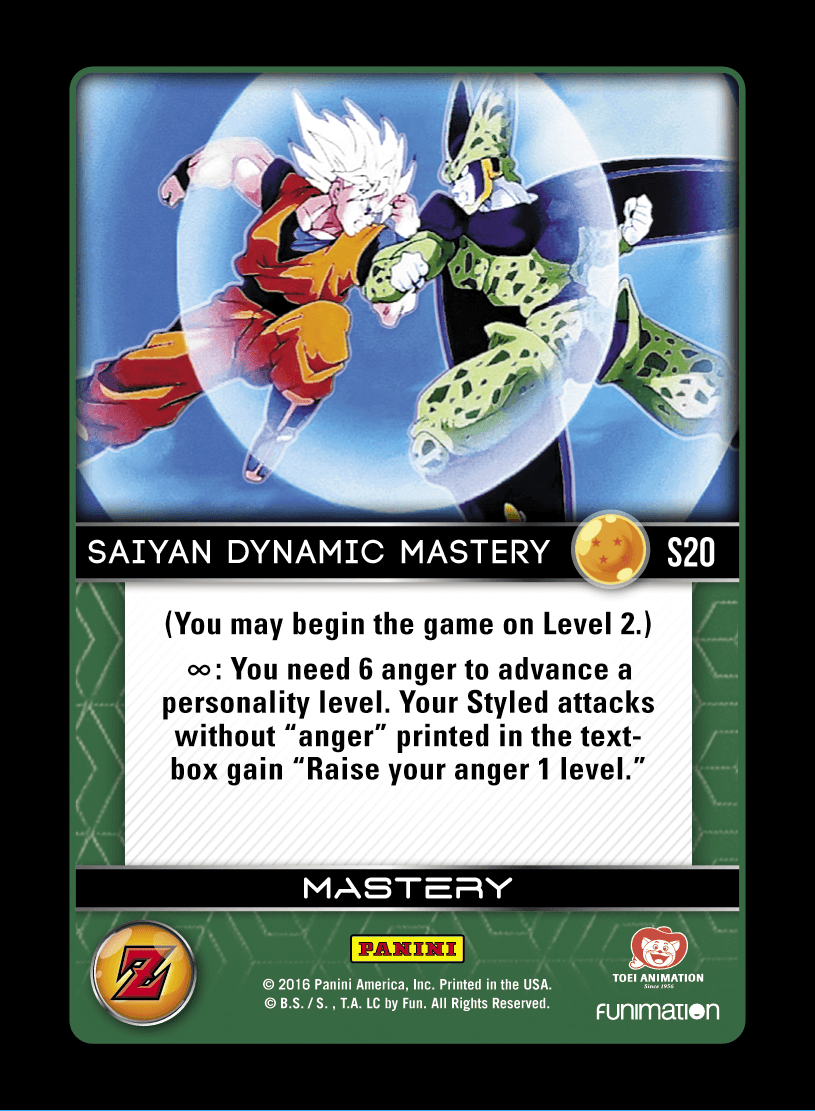 SAIYAN DYNAMIC MASTERY S20
(You may begin the game on Level 2.)
∞: You need 6 anger to advance a
personality level. Your Styled attacks
without “anger” printed in the text-
box gain “Raise your anger 1 level.”
MASTERY
Z
PANINI
© 2016 Panini America, Inc. Printed in the USA.
© B.S. / S. , T.A. LC by Fun. All Rights Reserved.
TOEI ANIMATION
Since 1956
FUNIMATION